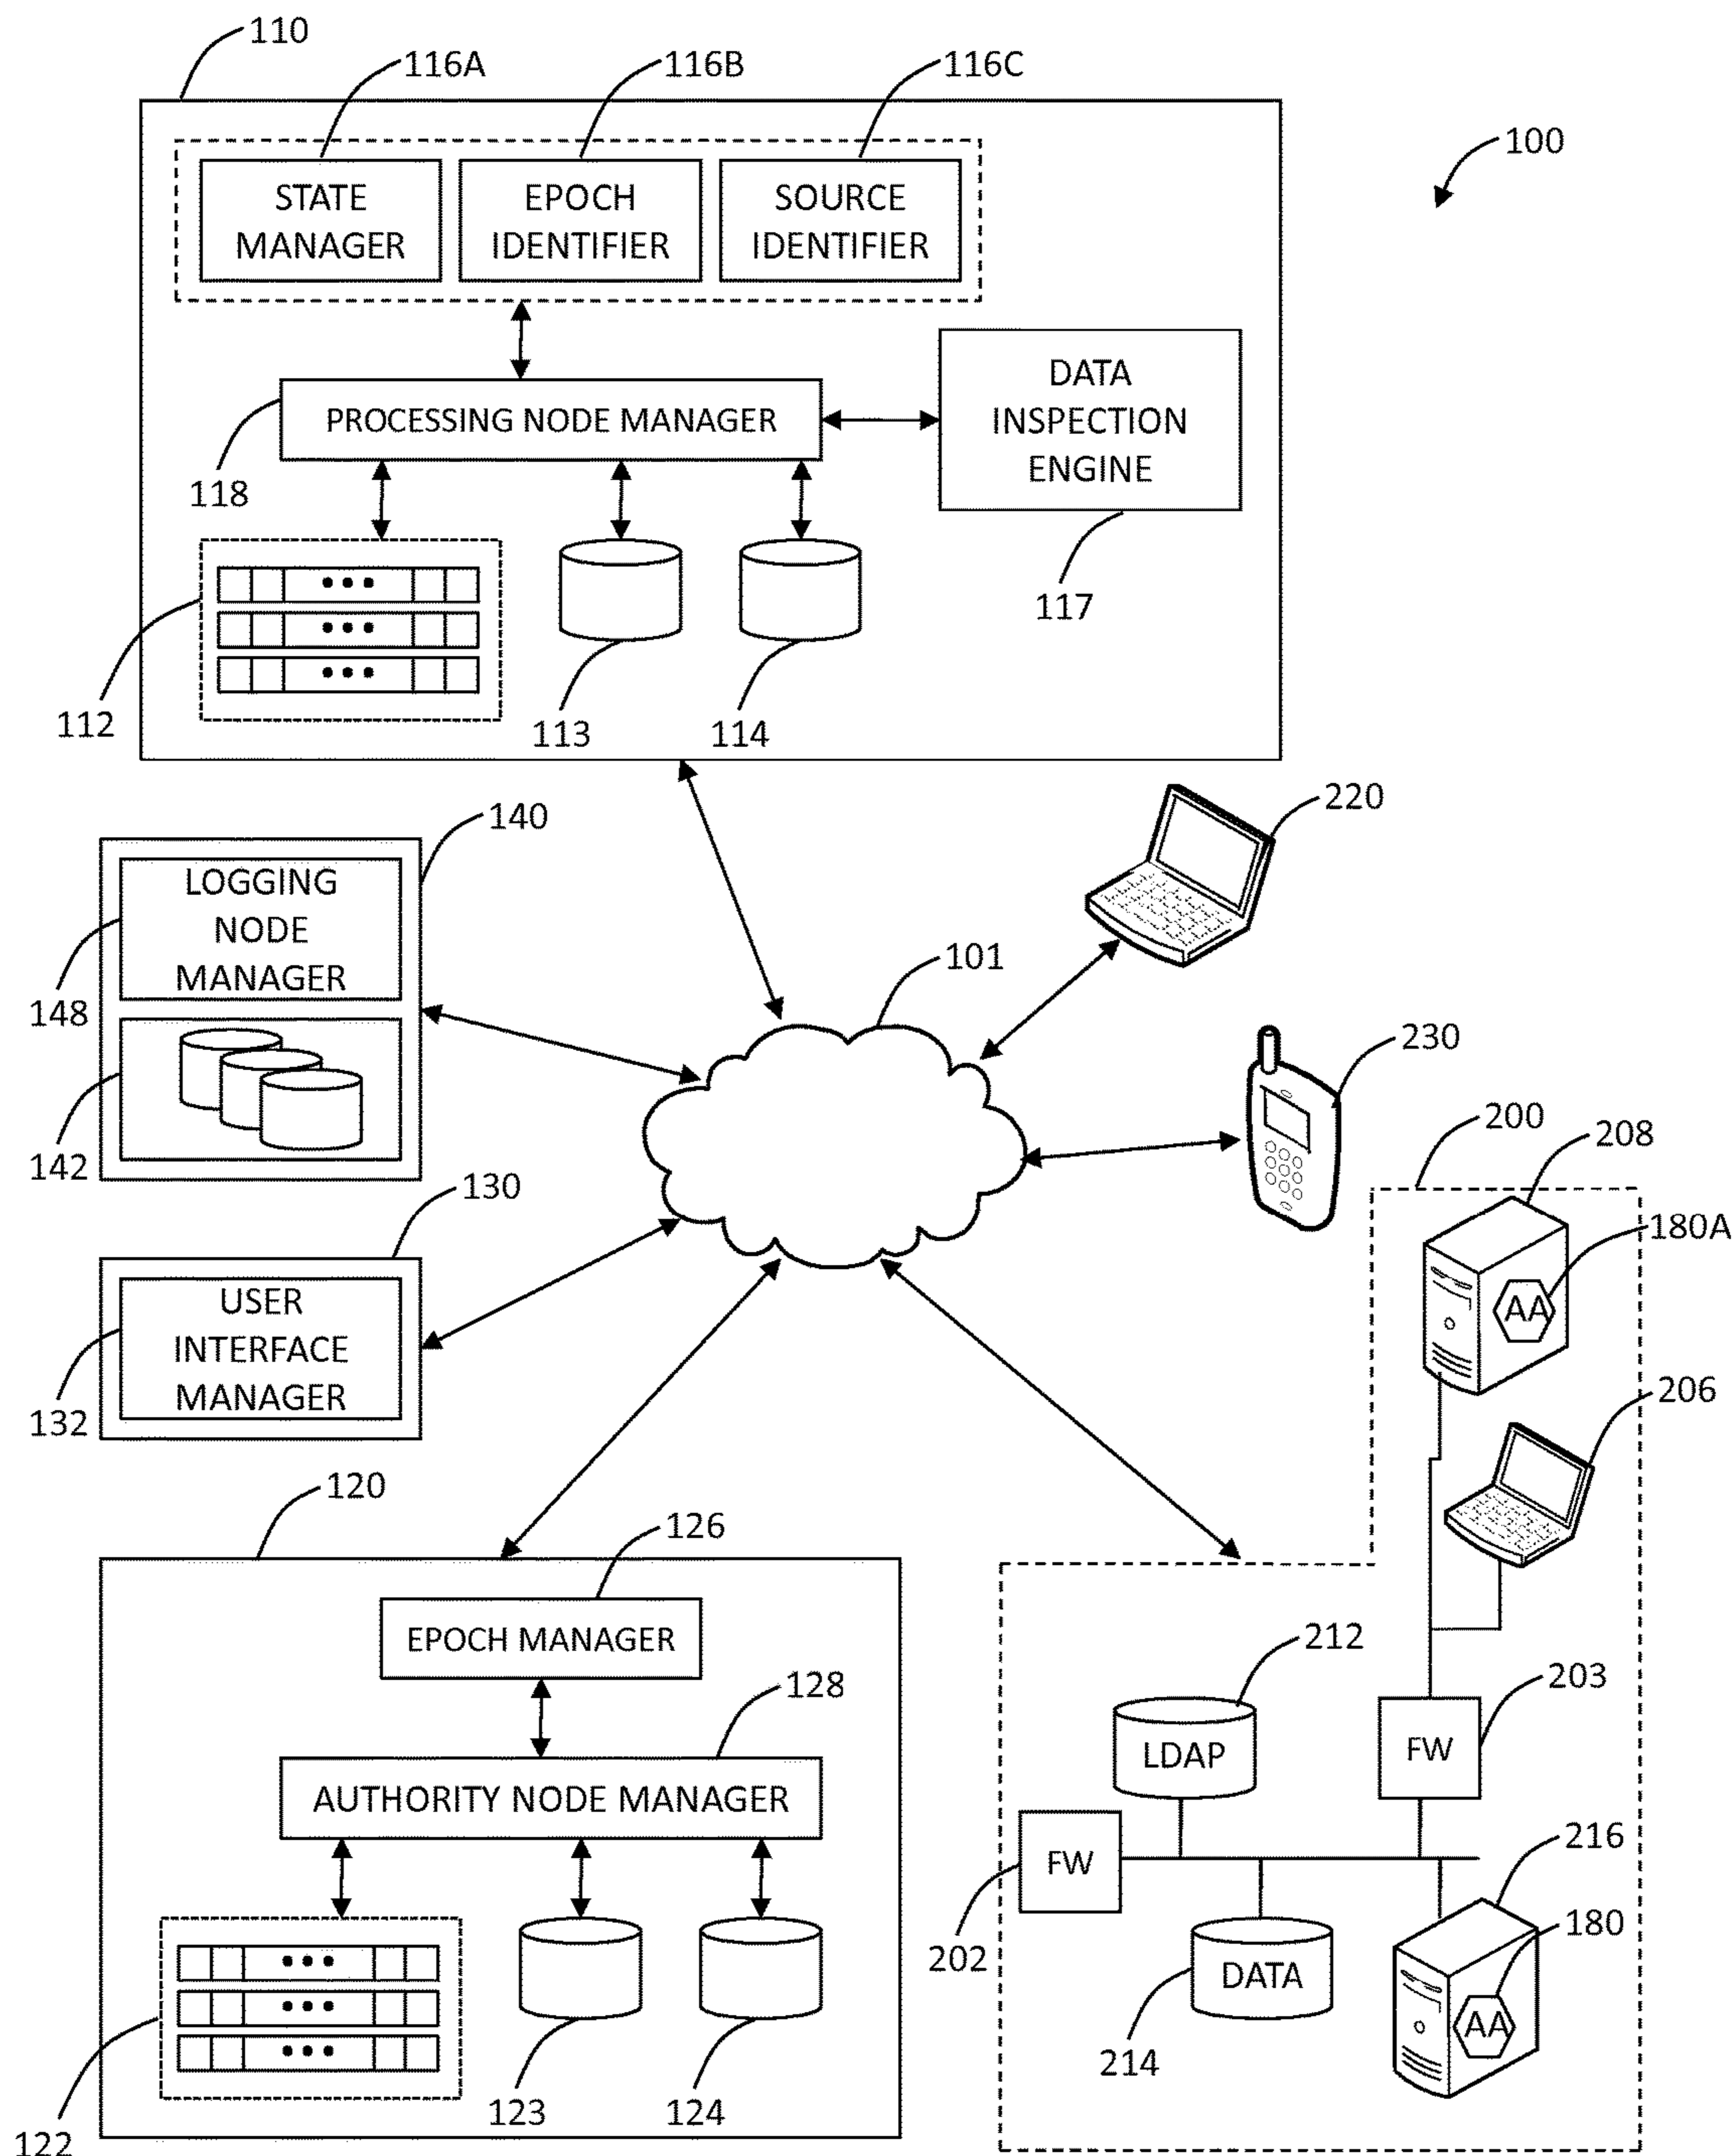 110
116A
116B
116C
100
STATE
MANAGER
EPOCH
IDENTIFIER
SOURCE
IDENTIFIER
DATA
INSPECTION
ENGINE
PROCESSING NODE MANAGER
118
117
112
113
114
220
140
LOGGING
NODE
MANAGER
148
142
101
230
200
208
180A
AA
130
USER
INTERFACE
MANAGER
132
206
120
126
EPOCH MANAGER
128
AUTHORITY NODE MANAGER
212
LDAP
203
FW
FW
202
216
180
AA
DATA
214
122
123
124